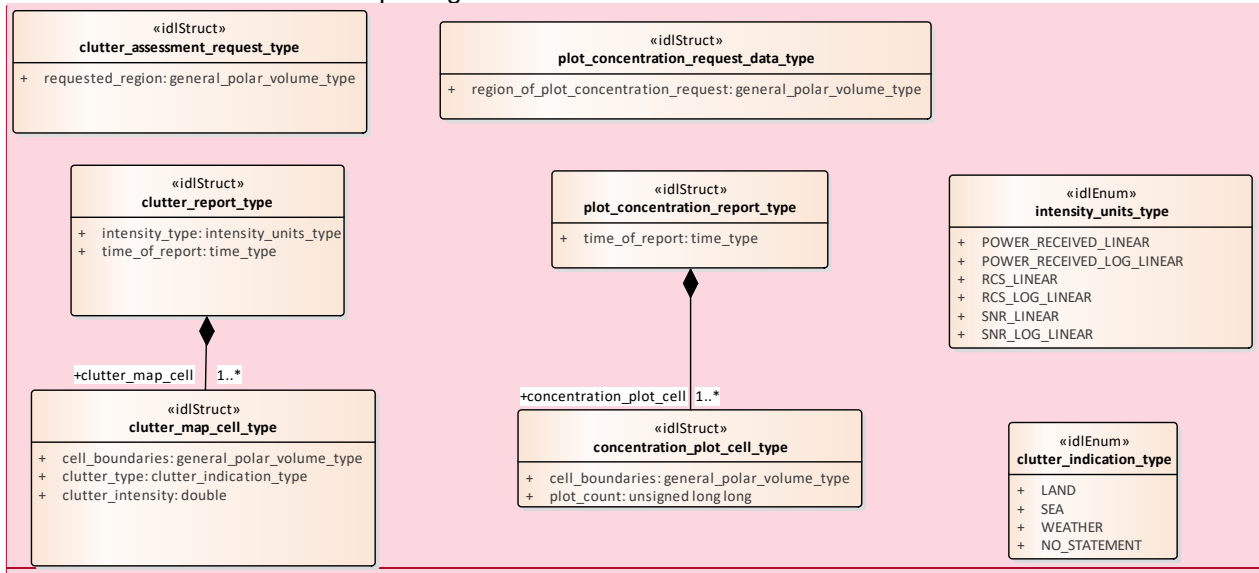 «idlStruct»
clutter_assessment_request_type
+ requested_region: general_polar_volume_type
«idlStruct»
plot_concentration_request_data_type
+ region_of_plot_concentration_request: general_polar_volume_type
«idlStruct»
clutter_report_type
+ intensity_type: intensity_units_type
+ time_of_report: time_type
«idlStruct»
plot_concentration_report_type
+ time_of_report: time_type
«idlEnum»
intensity_units_type
+ POWER_RECEIVED_LINEAR
+ POWER_RECEIVED_LOG_LINEAR
+ RCS_LINEAR
+ RCS_LOG_LINEAR
+ SNR_LINEAR
+ SNR_LOG_LINEAR
+clutter_map_cell 1..*
«idlStruct»
clutter_map_cell_type
+ cell_boundaries: general_polar_volume_type
+ clutter_type: clutter_indication_type
+ clutter_intensity: double
+concentration_plot_cell 1..*
«idlStruct»
concentration_plot_cell_type
+ cell_boundaries: general_polar_volume_type
+ plot_count: unsigned long long
«idlEnum»
clutter_indication_type
+ LAND
+ SEA
+ WEATHER
+ NO_STATEMENT